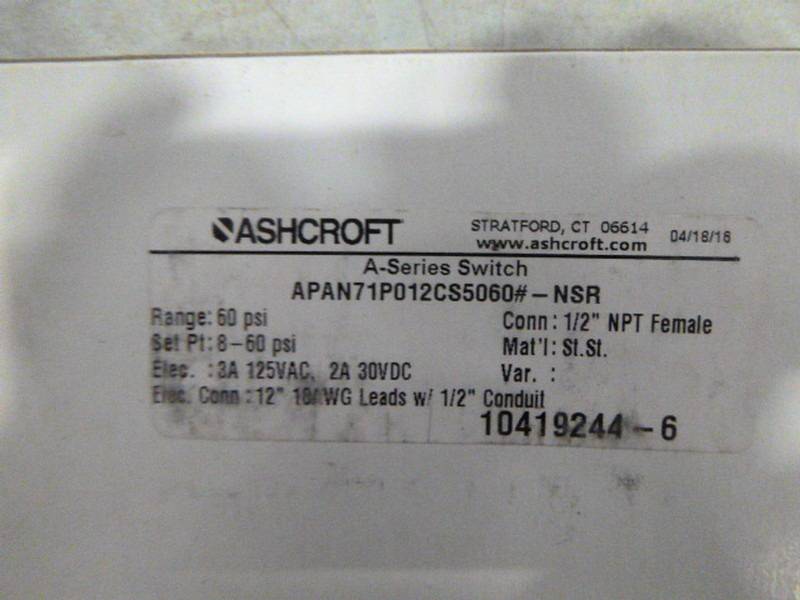 ASHCROFT
STRATFORD, CT 06614
www.ashcroft.com
04/18/16
A-Series Switch
APAN71P012CS5060#-NSR
Range: 60 psi
Conn: 1/2" NPT Female
Set Pt: 8-60 psi
Mat'l: St.St.
Elec. : 3A 125VAC, 2A 30VDC
Var. :
Elec. Conn: 12" 18AWG Leads w/ 1/2" Conduit
10419244-6